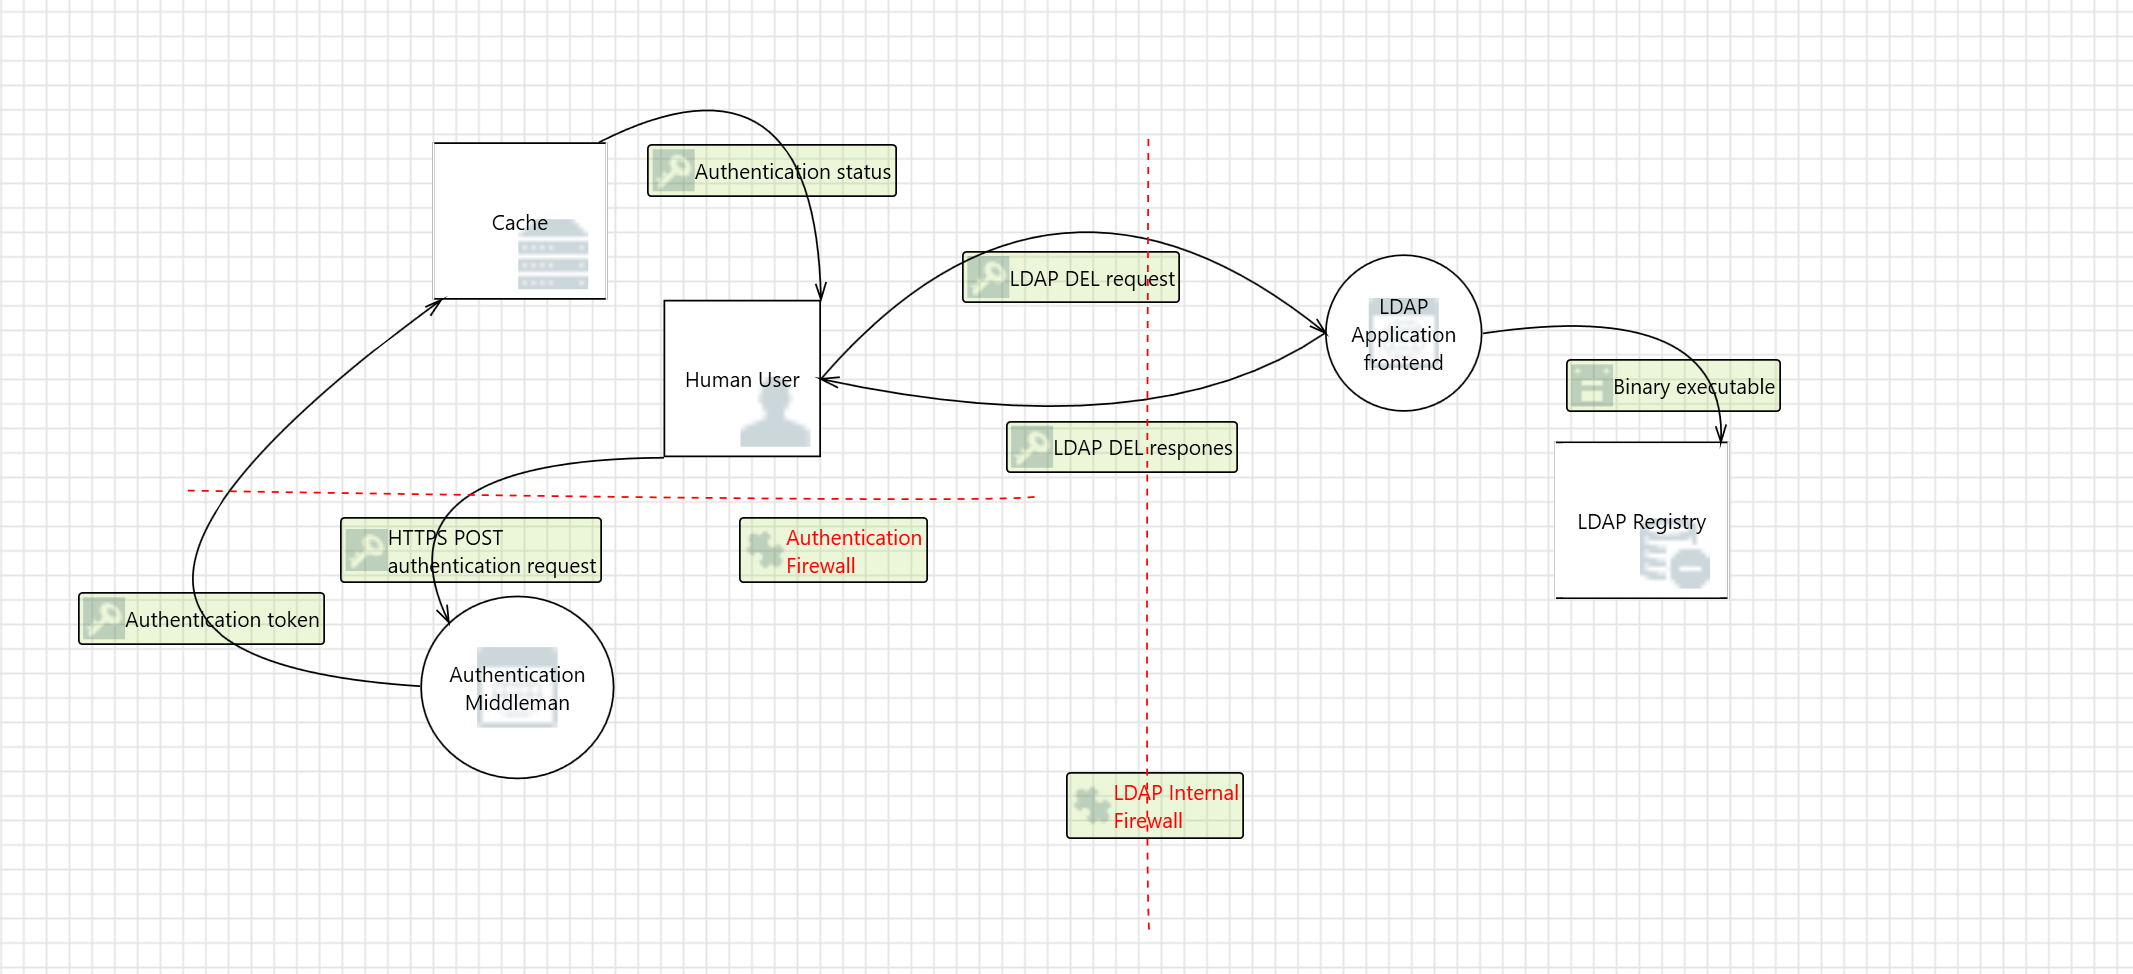 Authentication status
Cache
LDAP DEL request
LDAP
Application
frontend
Human User
Binary executable
LDAP DEL respones
LDAP Registry
HTTPS POST
authentication request
Authentication
Firewall
Authentication token
Authentication
Middleman
LDAP Internal
Firewall